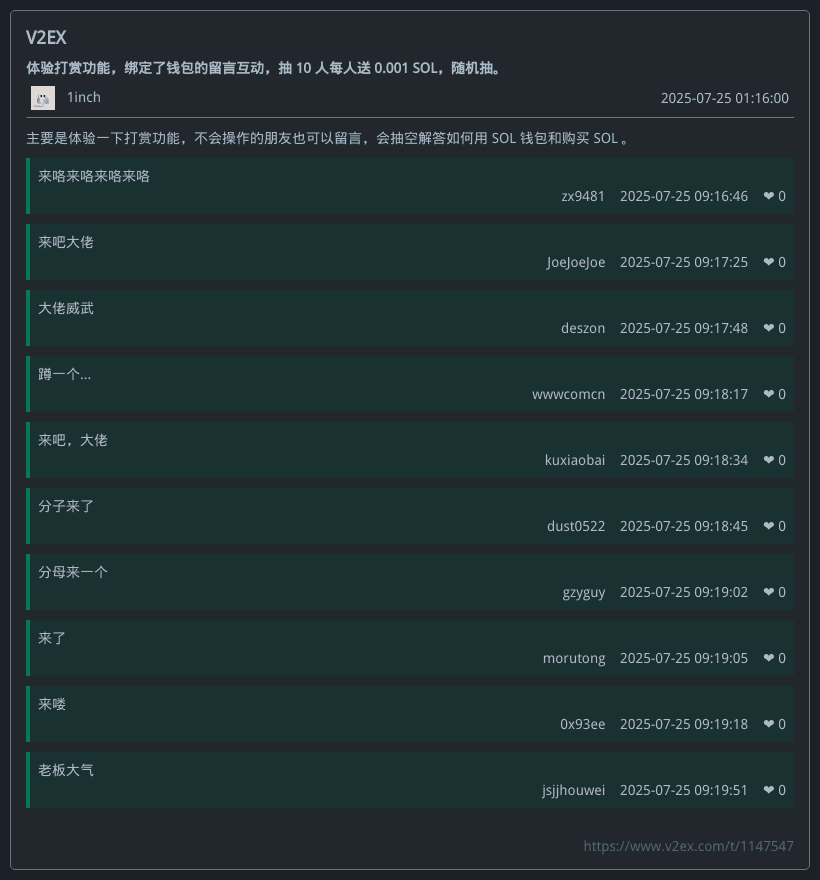 V2EX
体验打赏功能，绑定了钱包的留言互动，抽 10 人每人送 0.001 SOL，随机抽。
1inch 2025-07-25 01:16:00
主要是体验一下打赏功能，不会操作的朋友也可以留言，会抽空解答如何用 SOL 钱包和购买 SOL 。
来咯来咯来咯来咯
zx9481 2025-07-25 09:16:46 ❤ 0
来吧大佬
JoeJoeJoe 2025-07-25 09:17:25 ❤ 0
大佬威武
deszon 2025-07-25 09:17:48 ❤ 0
蹲一个...
wwwcomcn 2025-07-25 09:18:17 ❤ 0
来吧，大佬
kuxiaobai 2025-07-25 09:18:34 ❤ 0
分子来了
dust0522 2025-07-25 09:18:45 ❤ 0
分母来一个
gzyguy 2025-07-25 09:19:02 ❤ 0
来了
morutong 2025-07-25 09:19:05 ❤ 0
来喽
0x93ee 2025-07-25 09:19:18 ❤ 0
老板大气
jsjjhouwei 2025-07-25 09:19:51 ❤ 0
https://www.v2ex.com/t/1147547